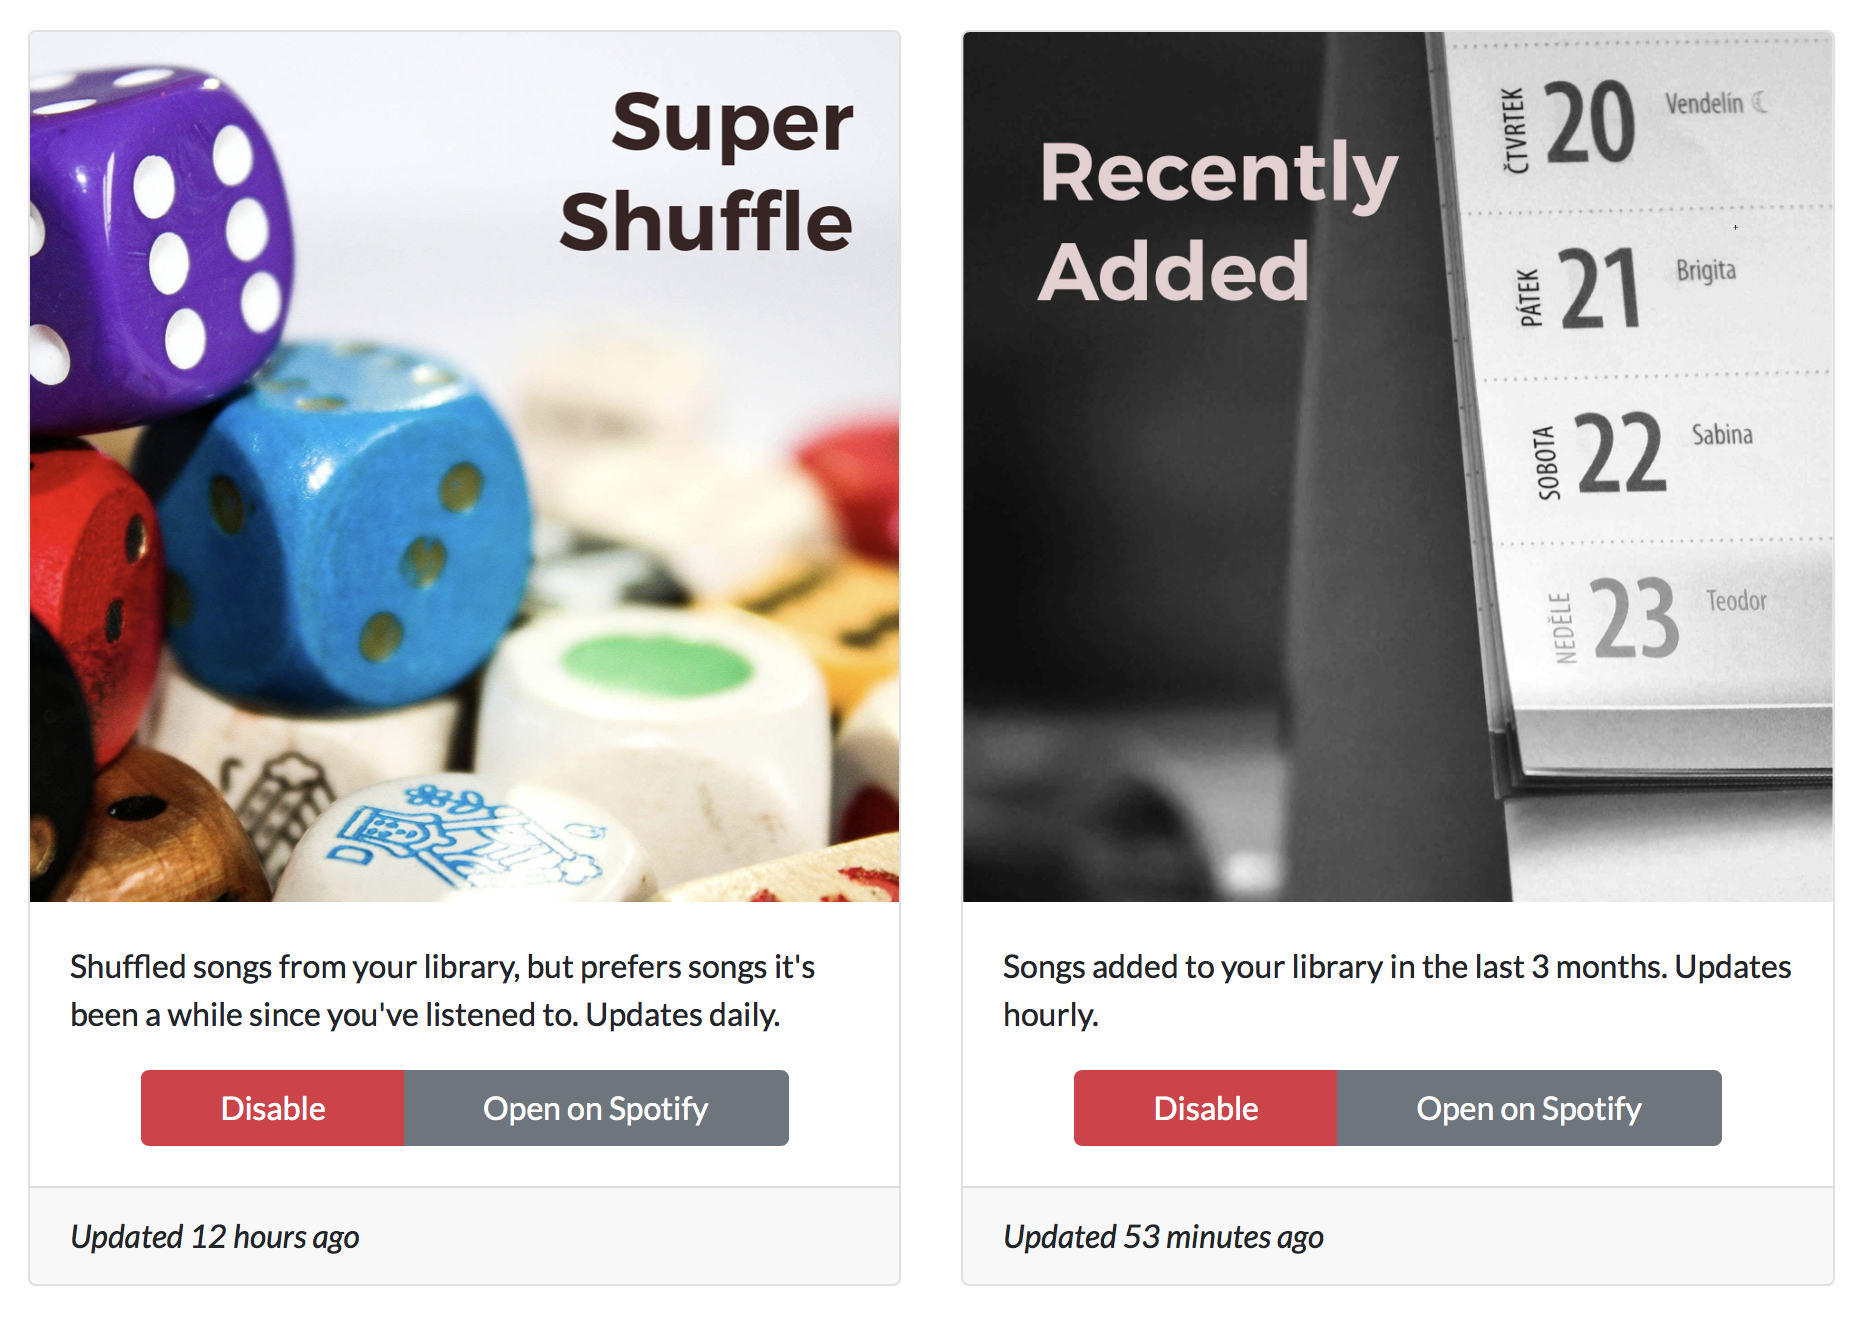 Super
Shuffle
Shuffled songs from your library, but prefers songs it's
been a while since you've listened to. Updates daily.
Disable
Open on Spotify
Updated 12 hours ago
Recently
Added
ČTVRTEK 20 Vendelín
PÁTEK 21 Brigita
SOBOTA 22 Sabina
NEDĚLE 23 Teodor
Songs added to your library in the last 3 months. Updates
hourly.
Disable
Open on Spotify
Updated 53 minutes ago
D